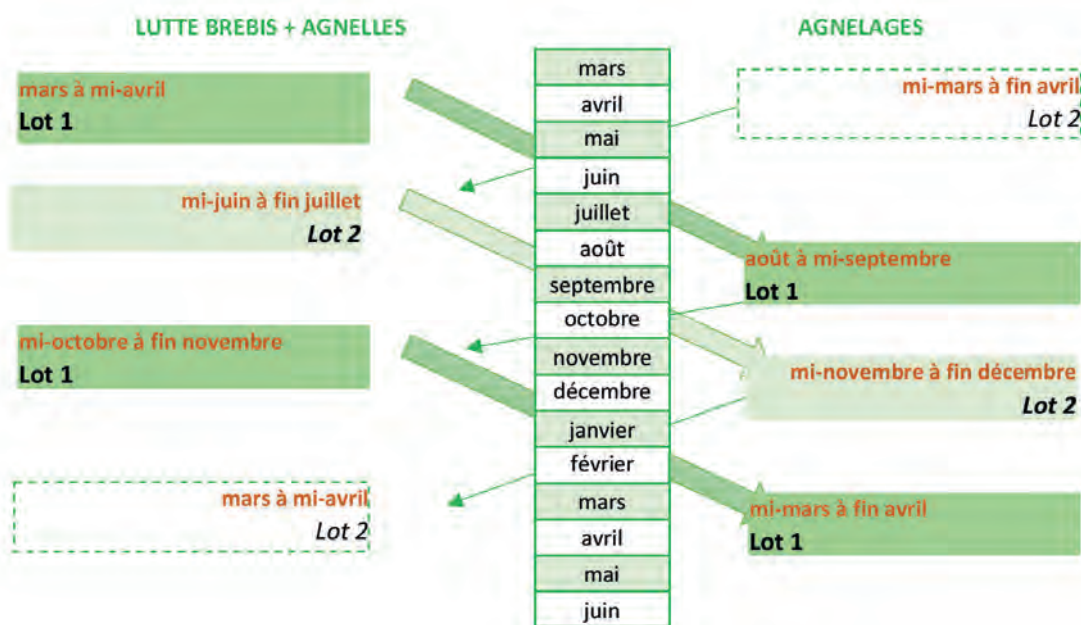 LUTTE BREBIS + AGNELLES
mars à mi-avril
Lot 1
mi-juin à fin juillet
Lot 2
mi-octobre à fin novembre
Lot 1
mars à mi-avril
Lot 2
mars
avril
mai
juin
juillet
août
septembre
octobre
novembre
décembre
janvier
février
mars
avril
mai
juin
AGNELAGES
mi-mars à fin avril
Lot 2
août à mi-septembre
Lot 1
mi-novembre à fin décembre
Lot 2
mi-mars à fin avril
Lot 1